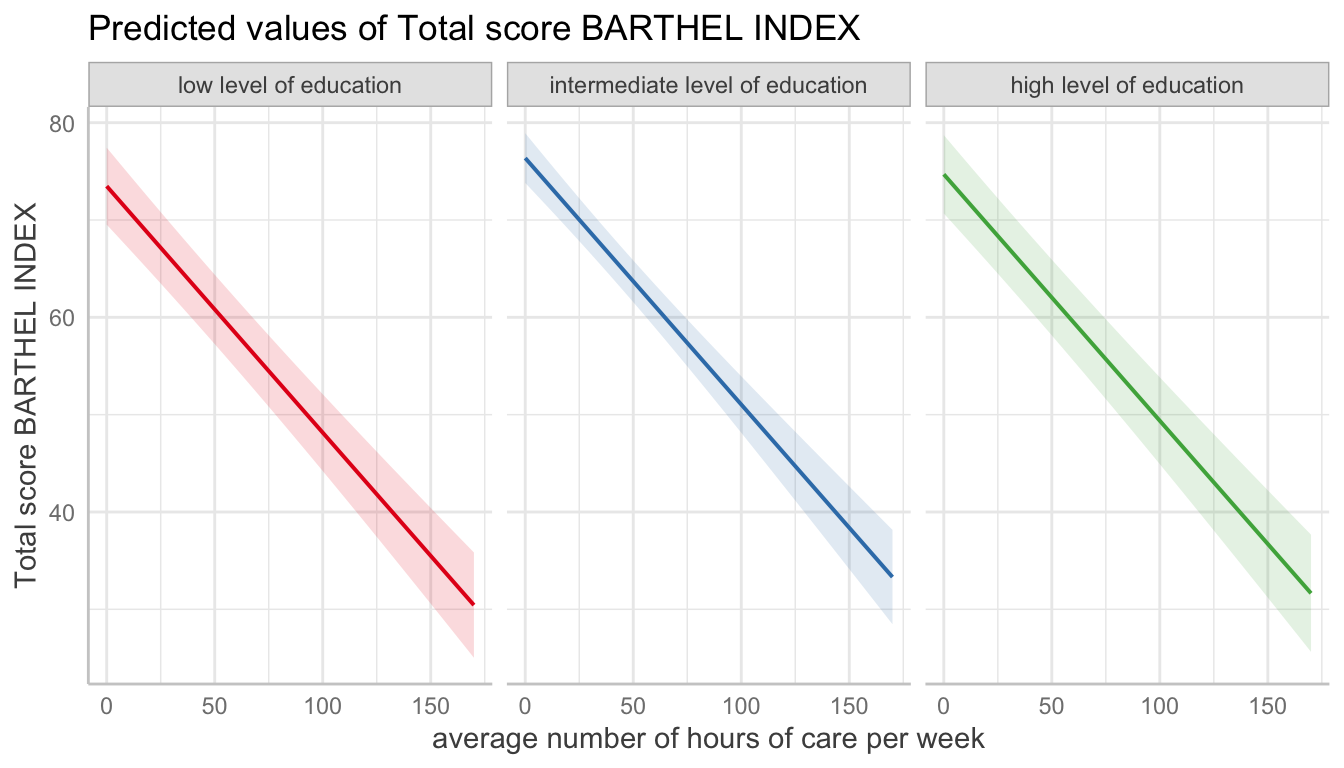 Predicted values of Total score BARTHEL INDEX
low level of education
intermediate level of education
high level of education
Total score BARTHEL INDEX
80
60
40
0 50 100 150
0 50 100 150
0 50 100 150
average number of hours of care per week